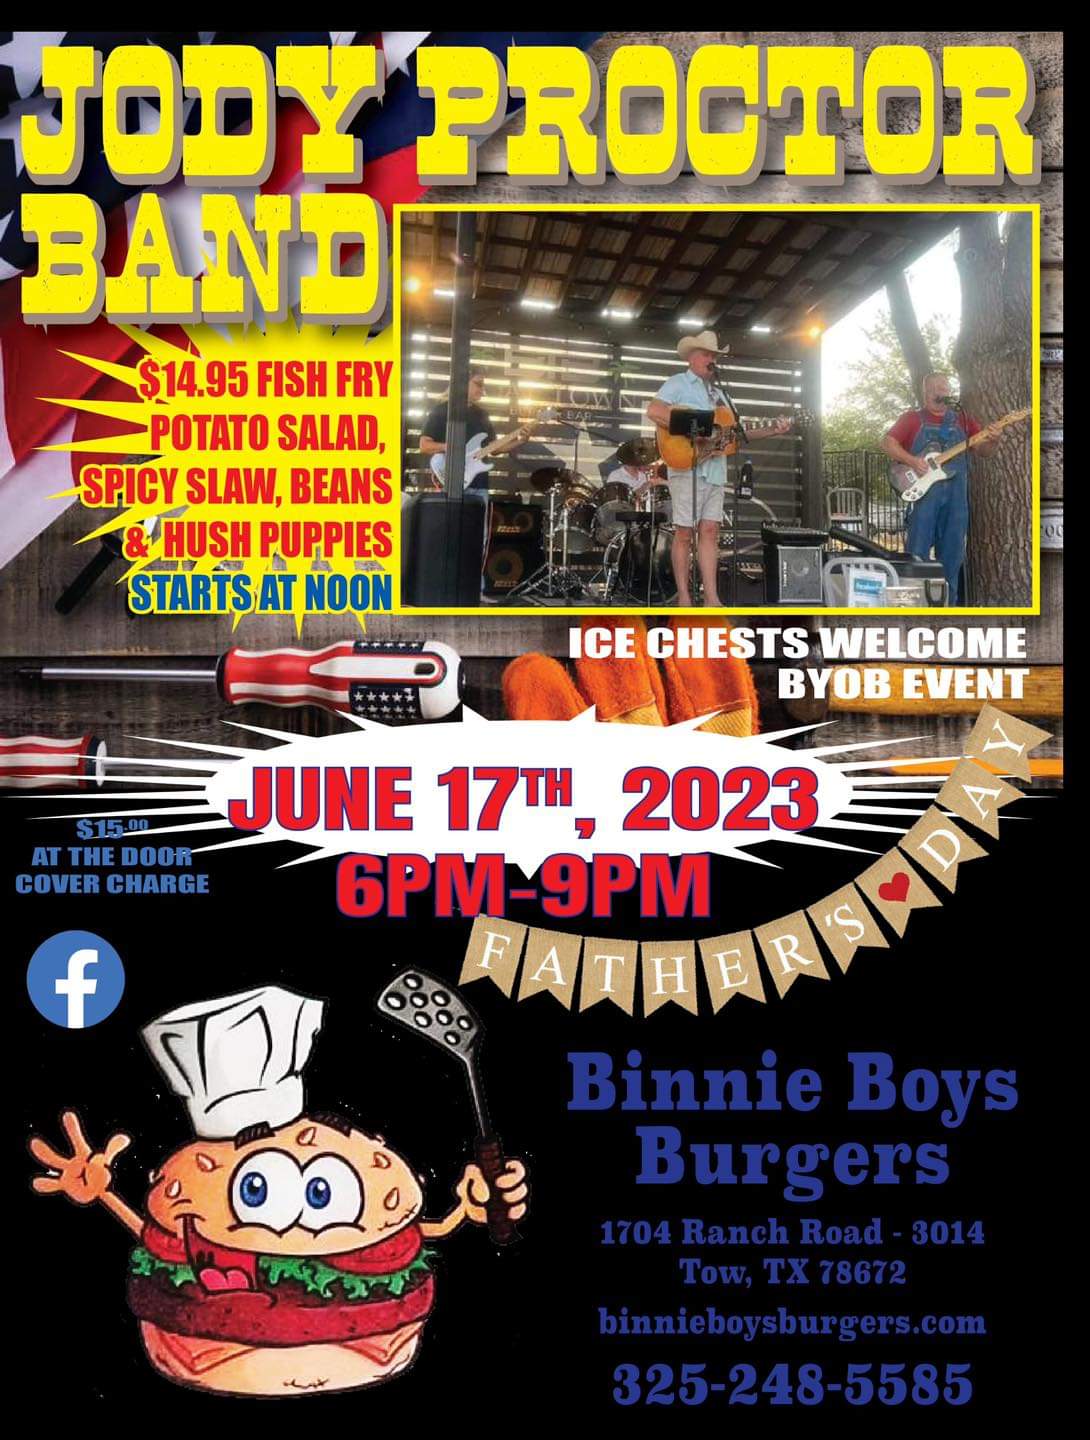 JODY PROCTOR
BAND
$14.95 FISH FRY
POTATO SALAD,
SPICY SLAW, BEANS
& HUSH PUPPIES
STARTS AT NOON
ICE CHESTS WELCOME
BYOB EVENT
JUNE 17TH, 2023
6PM-9PM
$15.00
AT THE DOOR
COVER CHARGE
FATHER'S DAY
f
Binnie Boys
Burgers
1704 Ranch Road - 3014
Tow, TX 78672
binnieboysburgers.com
325-248-5585